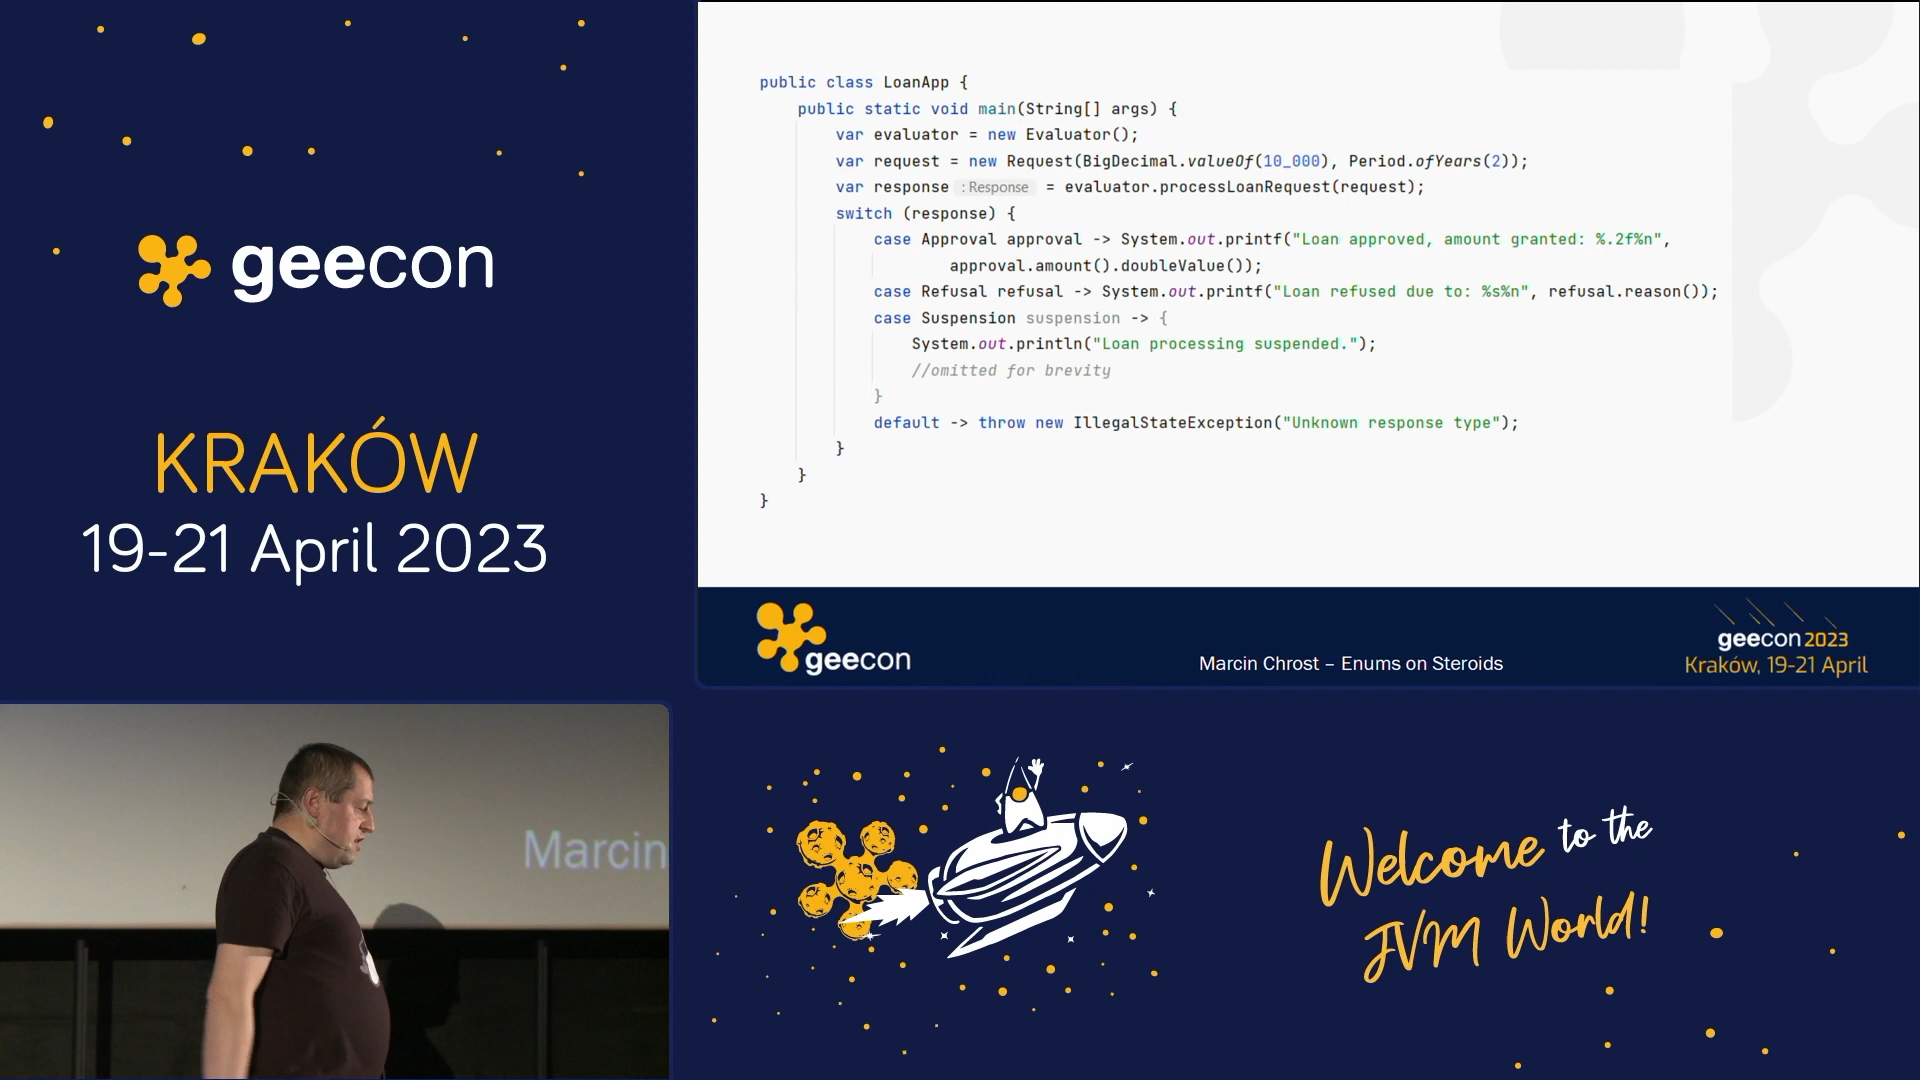 geecon
KRAKÓW
19-21 April 2023
public class LoanApp {
    public static void main(String[] args) {
        var evaluator = new Evaluator();
        var request = new Request(BigDecimal.valueOf(10_000), Period.ofYears(2));
        var response : Response = evaluator.processLoanRequest(request);
        switch (response) {
            case Approval approval -> System.out.printf("Loan approved, amount granted: %.2f%n",
                    approval.amount().doubleValue());
            case Refusal refusal -> System.out.printf("Loan refused due to: %s%n", refusal.reason());
            case Suspension suspension -> {
                System.out.println("Loan processing suspended.");
                //omitted for brevity
            }
            default -> throw new IllegalStateException("Unknown response type");
        }
    }
}
geecon
Marcin Chrost – Enums on Steroids
geecon 2023
Kraków, 19-21 April
Marcin
Welcome to the
JVM World!